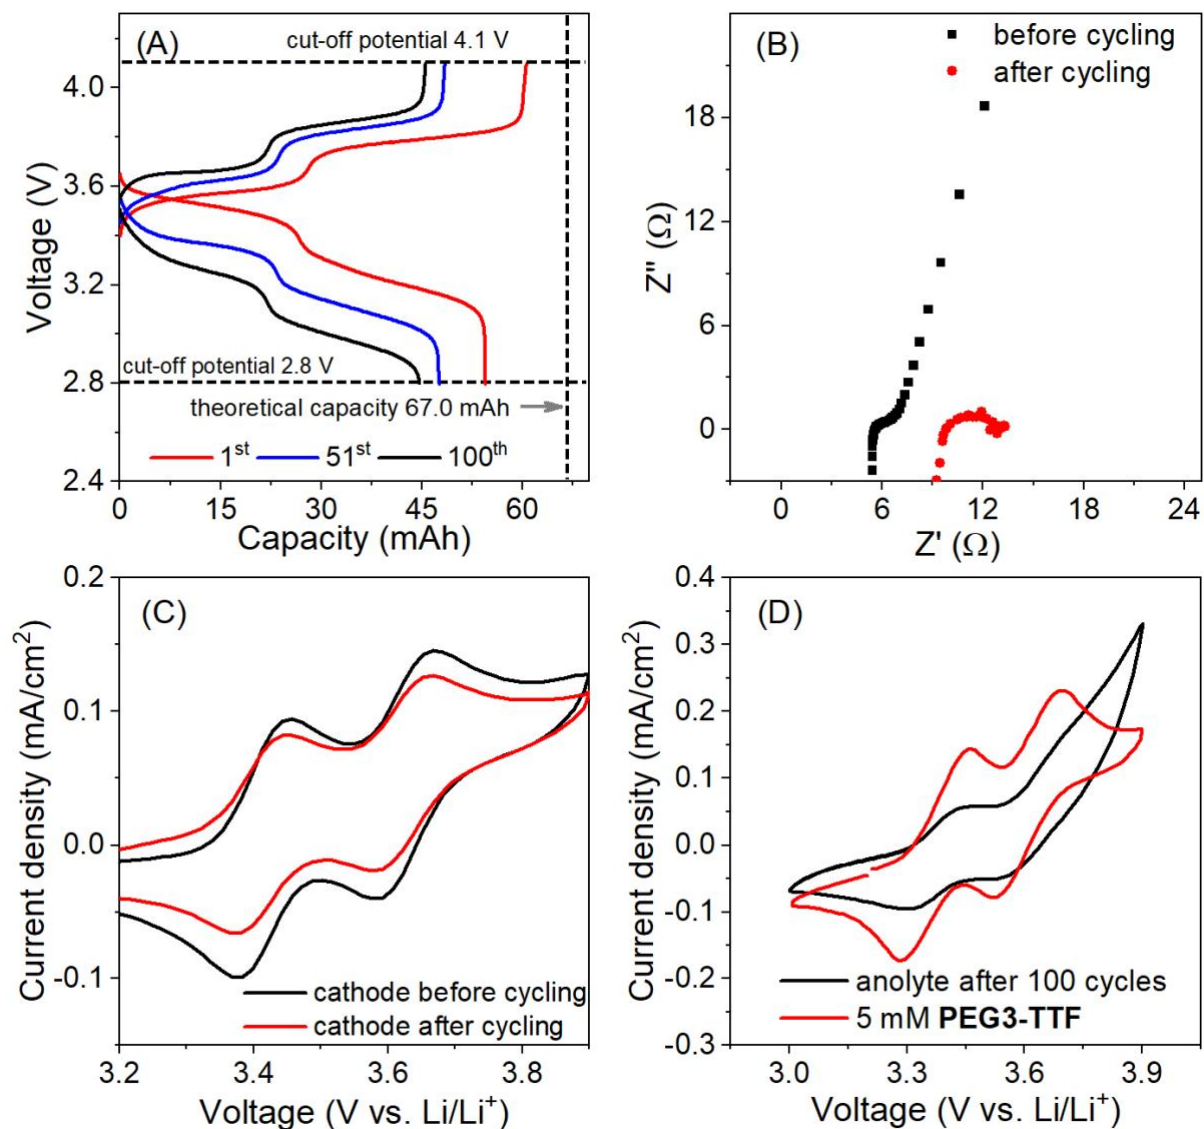 (A)
cut-off potential 4.1 V
4.0
3.6
3.2
2.8
2.4
Voltage (V)
cut-off potential 2.8 V
theoretical capacity 67.0 mAh
1st 51st 100th
0 15 30 45 60
Capacity (mAh)
(B)
before cycling
after cycling
18
12
6
0
Z" (Ω)
0 6 12 18 24
Z' (Ω)
(C)
0.2
0.1
0.0
-0.1
Current density (mA/cm²)
cathode before cycling
cathode after cycling
3.2 3.4 3.6 3.8
Voltage (V vs. Li/Li⁺)
(D)
0.4
0.3
0.2
0.1
0.0
-0.1
-0.2
-0.3
Current density (mA/cm²)
anolyte after 100 cycles
5 mM PEG3-TTF
3.0 3.3 3.6 3.9
Voltage (V vs. Li/Li⁺)